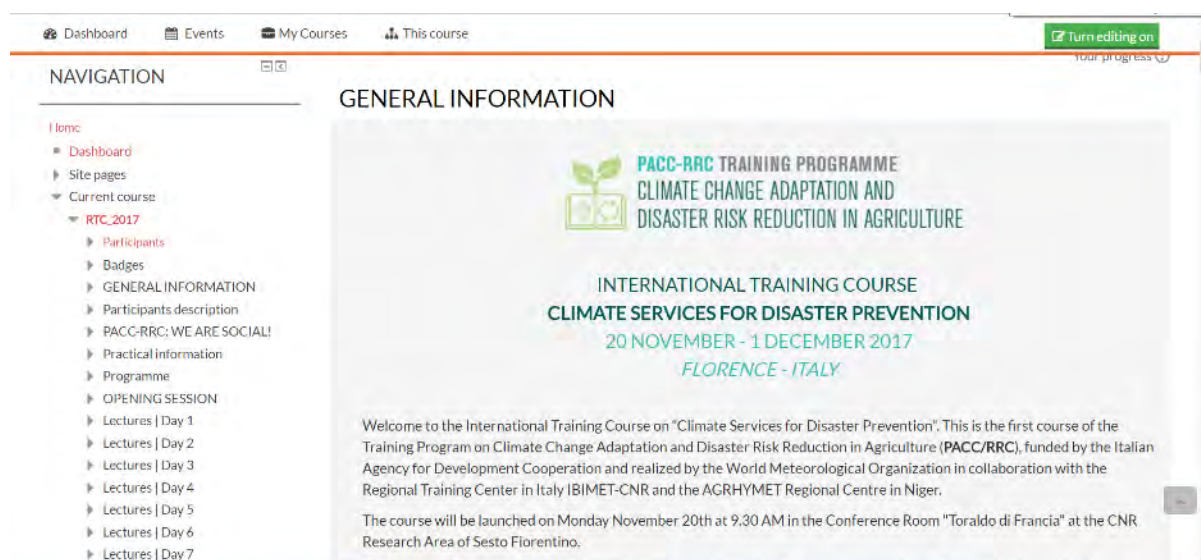 Dashboard Events My Courses This course Turn editing on
Your progress
NAVIGATION
Home
Dashboard
Site pages
Current course
RTC_2017
Participants
Badges
GENERAL INFORMATION
Participants description
PACC-RRC: WE ARE SOCIAL!
Practical information
Programme
OPENING SESSION
Lectures | Day 1
Lectures | Day 2
Lectures | Day 3
Lectures | Day 4
Lectures | Day 5
Lectures | Day 6
Lectures | Day 7
GENERAL INFORMATION
PACC-RRC TRAINING PROGRAMME
CLIMATE CHANGE ADAPTATION AND
DISASTER RISK REDUCTION IN AGRICULTURE
INTERNATIONAL TRAINING COURSE
CLIMATE SERVICES FOR DISASTER PREVENTION
20 NOVEMBER - 1 DECEMBER 2017
FLORENCE - ITALY
Welcome to the International Training Course on "Climate Services for Disaster Prevention". This is the first course of the
Training Program on Climate Change Adaptation and Disaster Risk Reduction in Agriculture (PACC/RRC), funded by the Italian
Agency for Development Cooperation and realized by the World Meteorological Organization in collaboration with the
Regional Training Center in Italy IBIMET-CNR and the AGRHYMET Regional Centre in Niger.
The course will be launched on Monday November 20th at 9.30 AM in the Conference Room "Toraldo di Francia" at the CNR
Research Area of Sesto Fiorentino.